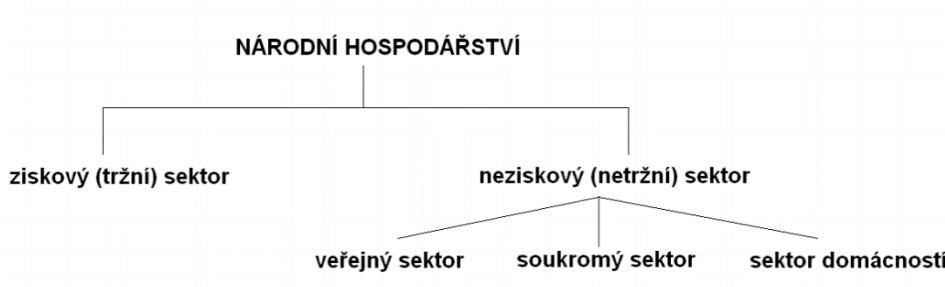 NÁRODNÍ HOSPODÁŘSTVÍ
ziskový (tržní) sektor
neziskový (netržní) sektor
veřejný sektor
soukromý sektor
sektor domácností